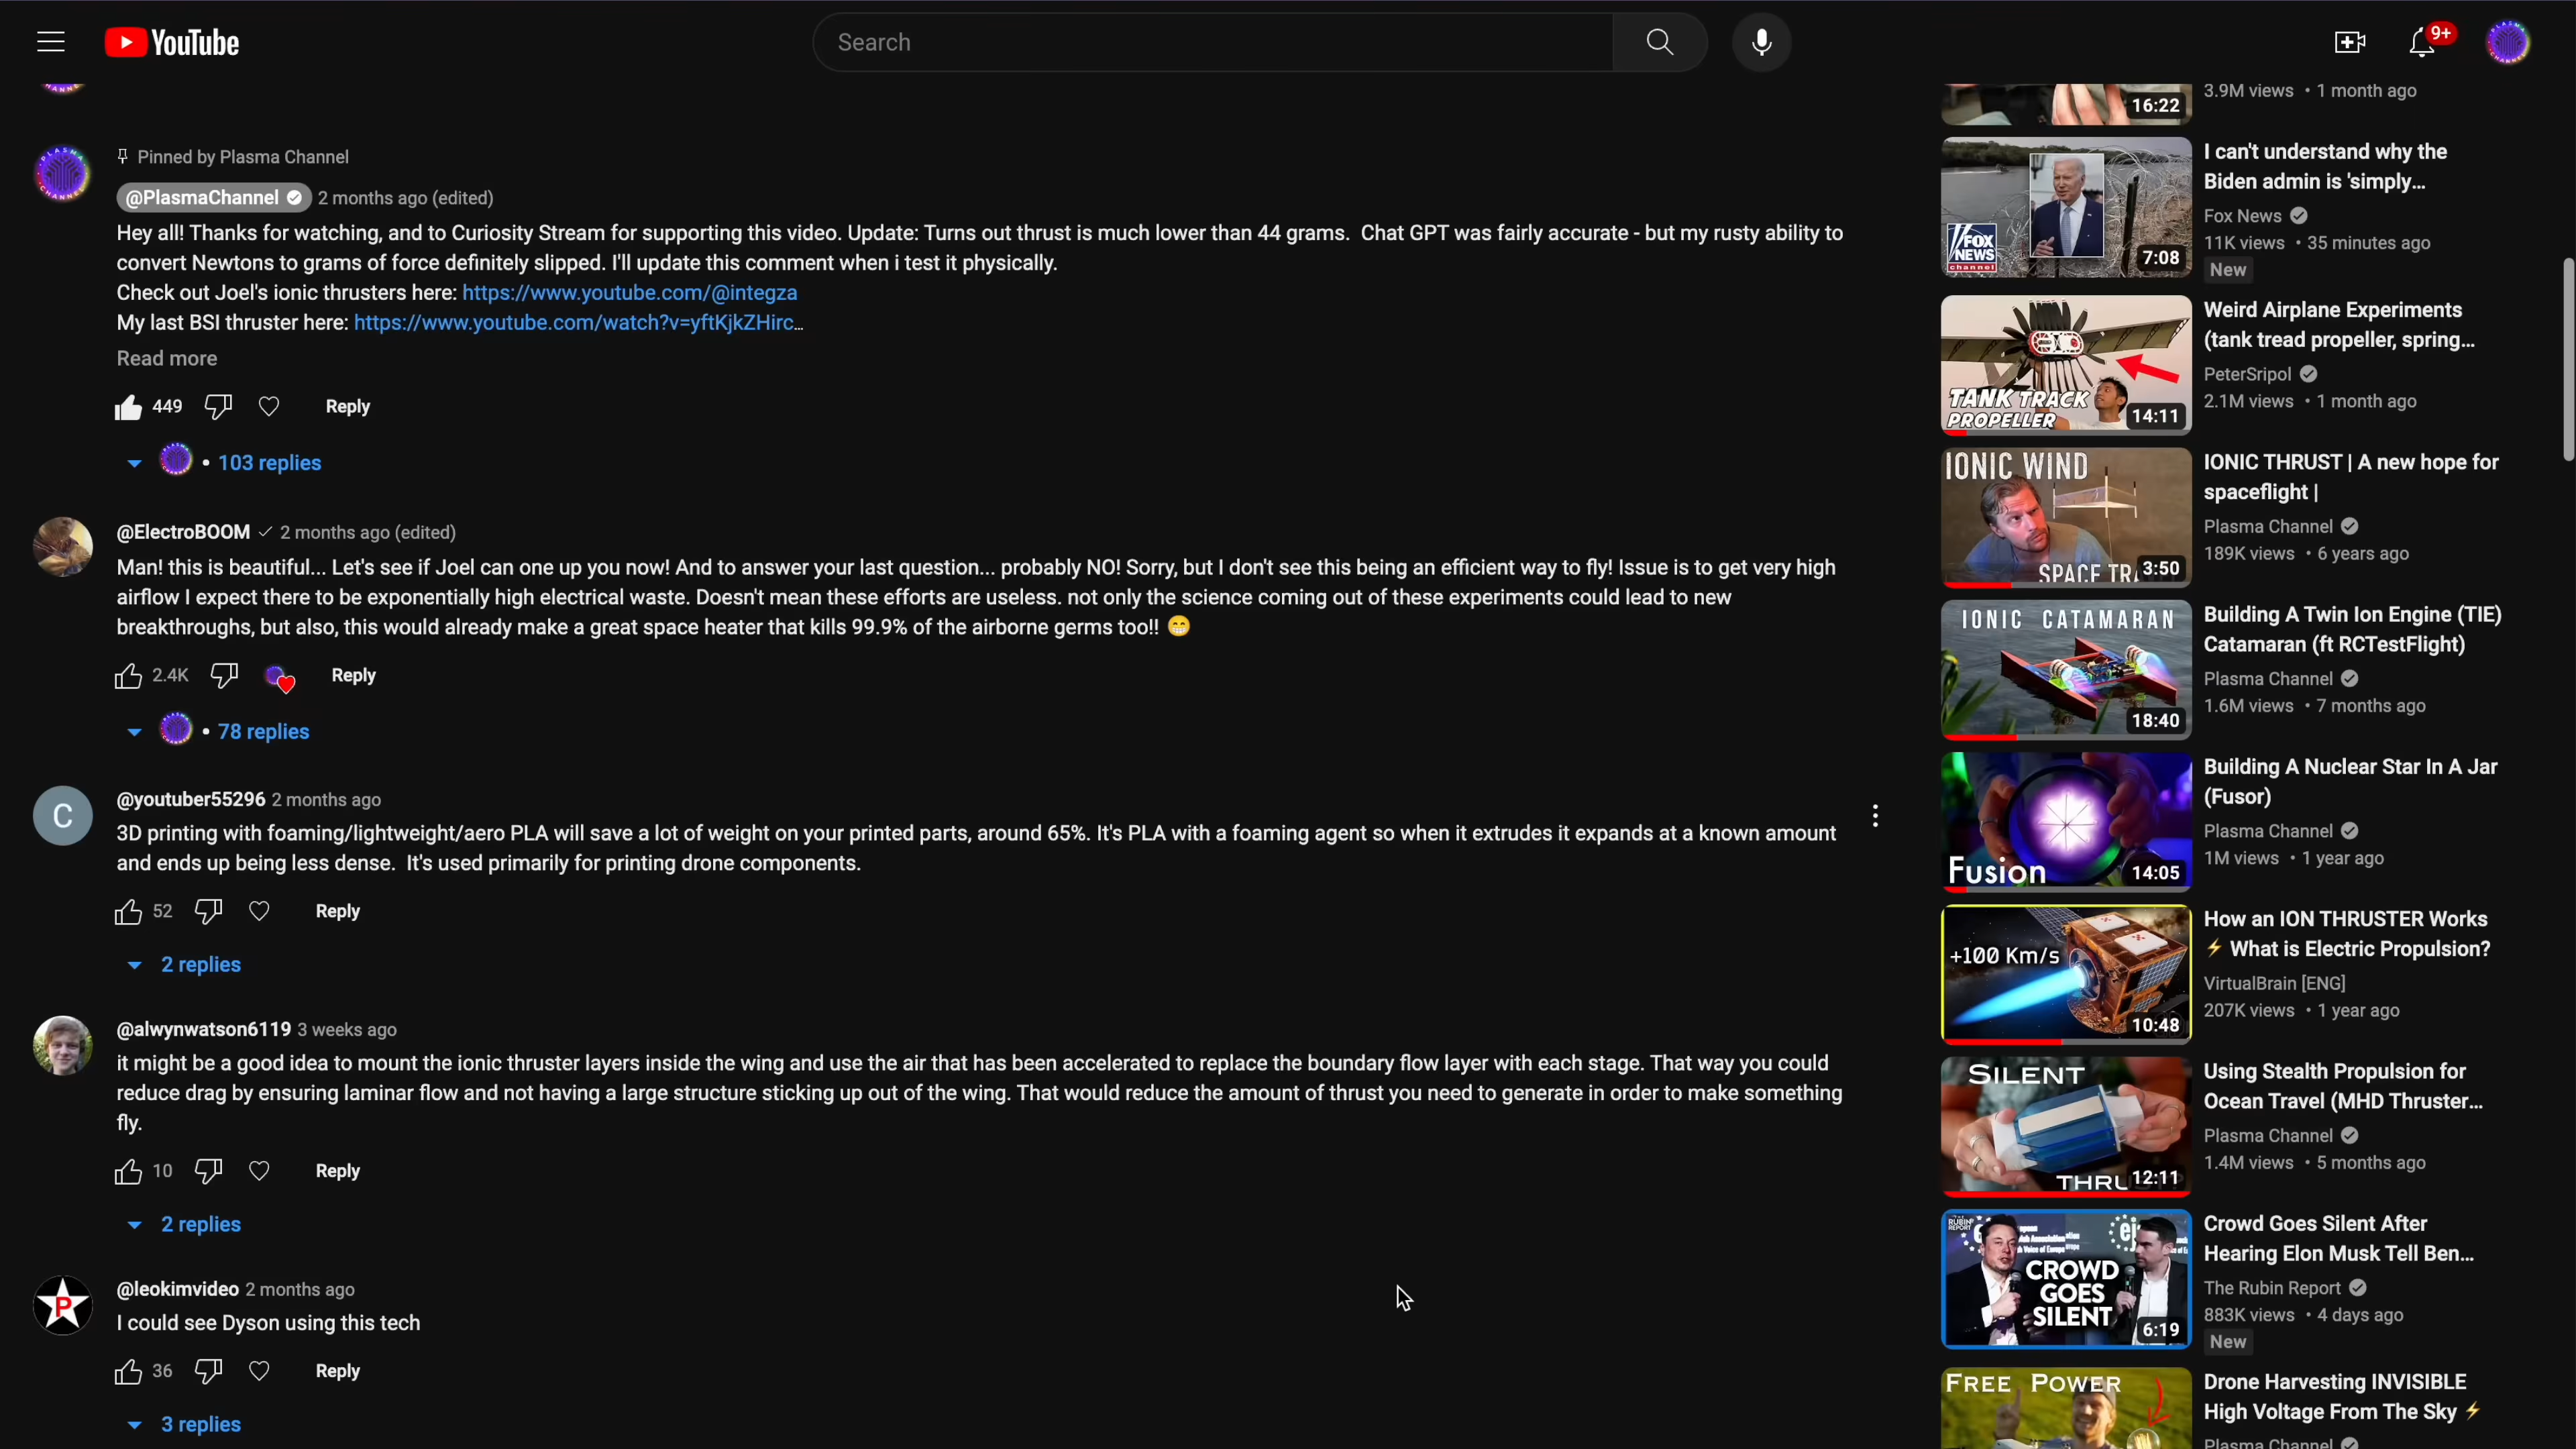 YouTube
Search
9+
Pinned by Plasma Channel
@PlasmaChannel 2 months ago (edited)
Hey all! Thanks for watching, and to Curiosity Stream for supporting this video. Update: Turns out thrust is much lower than 44 grams.  Chat GPT was fairly accurate - but my rusty ability to
convert Newtons to grams of force definitely slipped. I'll update this comment when i test it physically.
Check out Joel's ionic thrusters here: https://www.youtube.com/@integza
My last BSI thruster here: https://www.youtube.com/watch?v=yftKjkZHirc...
Read more
449 Reply
• 103 replies
@ElectroBOOM 2 months ago (edited)
Man! this is beautiful... Let's see if Joel can one up you now! And to answer your last question... probably NO! Sorry, but I don't see this being an efficient way to fly! Issue is to get very high
airflow I expect there to be exponentially high electrical waste. Doesn't mean these efforts are useless. not only the science coming out of these experiments could lead to new
breakthroughs, but also, this would already make a great space heater that kills 99.9% of the airborne germs too!! 😁
2.4K Reply
• 78 replies
C
@youtuber55296 2 months ago
3D printing with foaming/lightweight/aero PLA will save a lot of weight on your printed parts, around 65%. It's PLA with a foaming agent so when it extrudes it expands at a known amount
and ends up being less dense.  It's used primarily for printing drone components.
52 Reply
2 replies
@alwynwatson6119 3 weeks ago
it might be a good idea to mount the ionic thruster layers inside the wing and use the air that has been accelerated to replace the boundary flow layer with each stage. That way you could
reduce drag by ensuring laminar flow and not having a large structure sticking up out of the wing. That would reduce the amount of thrust you need to generate in order to make something
fly.
10 Reply
2 replies
P
@leokimvideo 2 months ago
I could see Dyson using this tech
36 Reply
3 replies
16:22
3.9M views • 1 month ago
FOX
NEWS
channel
7:08
I can't understand why the
Biden admin is 'simply...
Fox News
11K views • 35 minutes ago
New
TANK TRACK
PROPELLER
14:11
Weird Airplane Experiments
(tank tread propeller, spring...
PeterSripol
2.1M views • 1 month ago
IONIC WIND
SPACE TRA
3:50
IONIC THRUST | A new hope for
spaceflight |
Plasma Channel
189K views • 6 years ago
IONIC CATAMARAN
18:40
Building A Twin Ion Engine (TIE)
Catamaran (ft RCTestFlight)
Plasma Channel
1.6M views • 7 months ago
Fusion
14:05
Building A Nuclear Star In A Jar
(Fusor)
Plasma Channel
1M views • 1 year ago
+100 Km/s
10:48
How an ION THRUSTER Works
⚡ What is Electric Propulsion?
VirtualBrain [ENG]
207K views • 1 year ago
SILENT
THRU
12:11
Using Stealth Propulsion for
Ocean Travel (MHD Thruster...
Plasma Channel
1.4M views • 5 months ago
RUBIN
REPORT
ej
CROWD
GOES
SILENT
6:19
Crowd Goes Silent After
Hearing Elon Musk Tell Ben...
The Rubin Report
883K views • 4 days ago
New
FREE POWER
Drone Harvesting INVISIBLE
High Voltage From The Sky ⚡
Plasma Channel